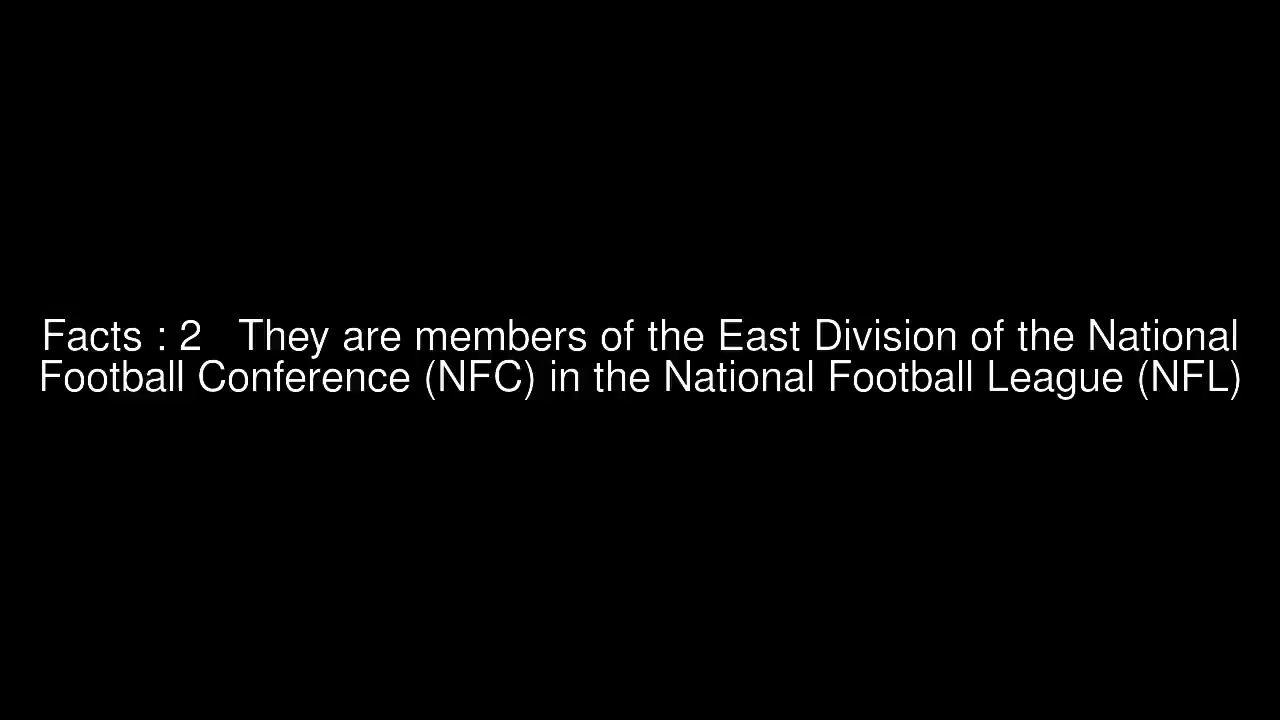 Facts : 2   They are members of the East Division of the National
Football Conference (NFC) in the National Football League (NFL)